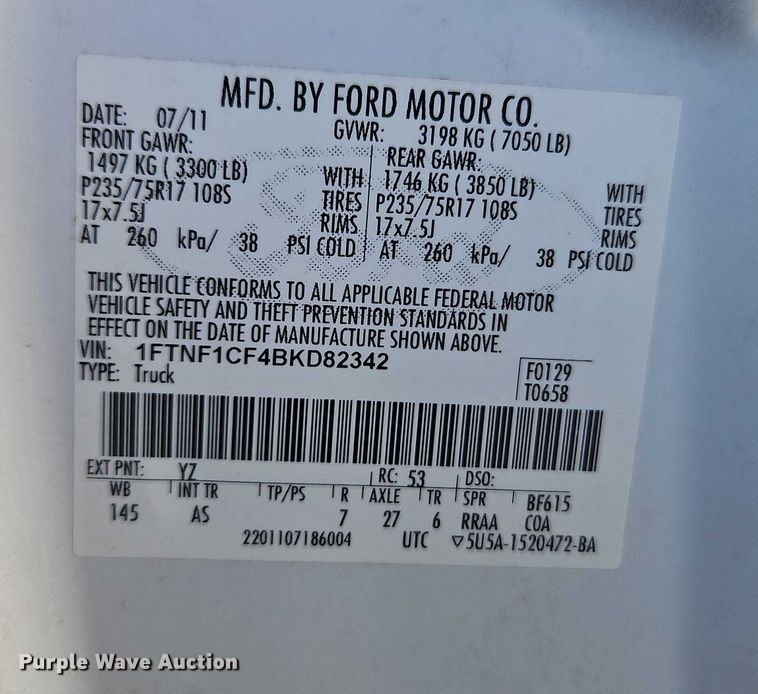 MFD. BY FORD MOTOR CO.
DATE: 07/11 GVWR: 3198 KG ( 7050 LB)
FRONT GAWR: REAR GAWR:
1497 KG ( 3300 LB) WITH 1746 KG ( 3850 LB) WITH
P235/75R17 108S TIRES P235/75R17 108S TIRES
17x7.5J RIMS 17x7.5J RIMS
AT 260 kPa/ 38 PSI COLD AT 260 kPa/ 38 PSI COLD
THIS VEHICLE CONFORMS TO ALL APPLICABLE FEDERAL MOTOR
VEHICLE SAFETY AND THEFT PREVENTION STANDARDS IN
EFFECT ON THE DATE OF MANUFACTURE SHOWN ABOVE.
VIN: 1FTNF1CF4BKD82342
TYPE: Truck
F0129
T0658
EXT PNT: YZ RC: 53 DSO:
WB INT TR TP/PS R AXLE TR SPR BF615
145 AS 7 27 6 RRAA COA
2201107186004 UTC ▽5U5A-1520472-BA
Purple Wave Auction